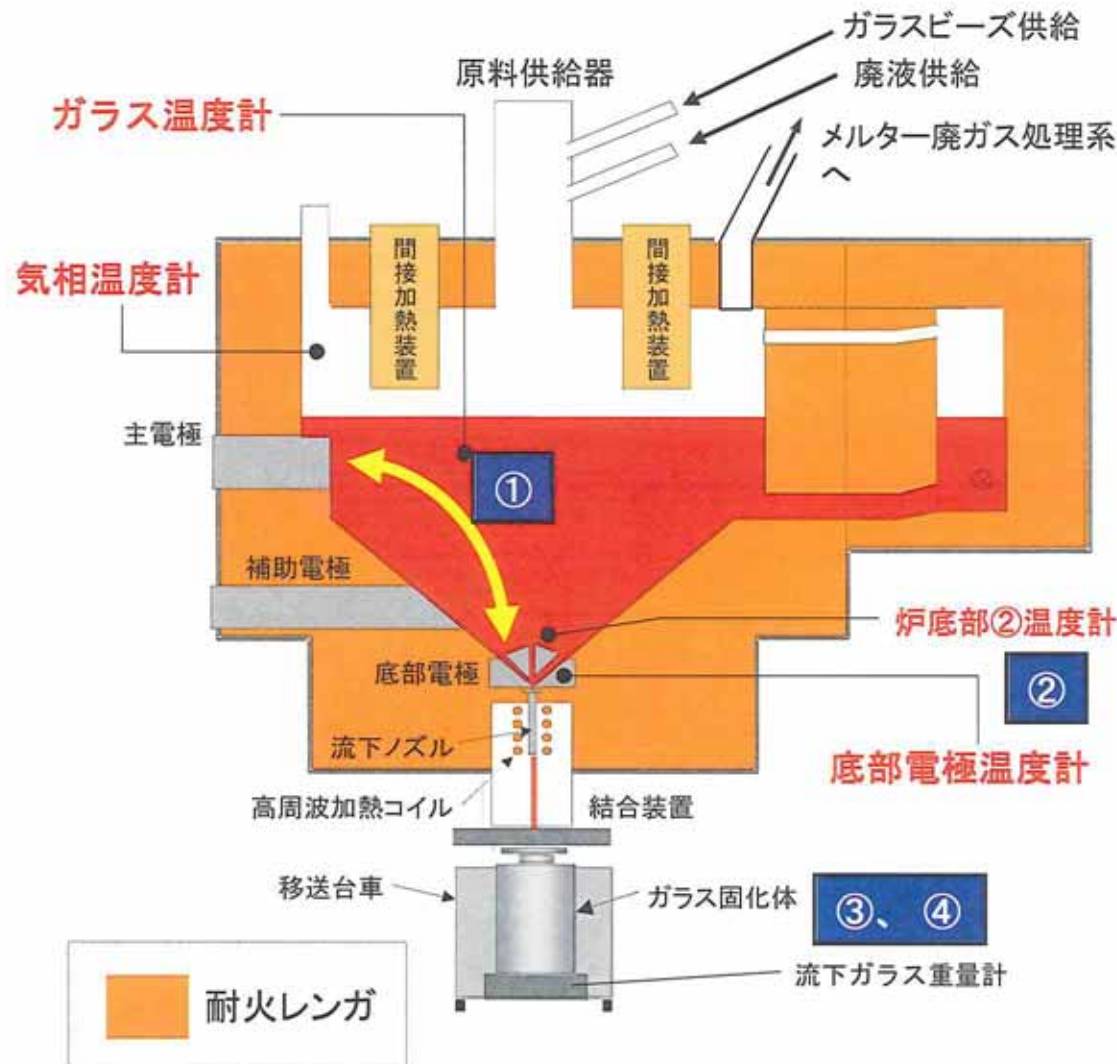 ガラスビーズ供給
原料供給器
廃液供給
ガラス温度計
メルター廃ガス処理系
へ
間接加熱装置
間接加熱装置
気相温度計
主電極
①
補助電極
炉底部②温度計
底部電極
②
流下ノズル
底部電極温度計
高周波加熱コイル
結合装置
移送台車
ガラス固化体
③、④
流下ガラス重量計
耐火レンガ